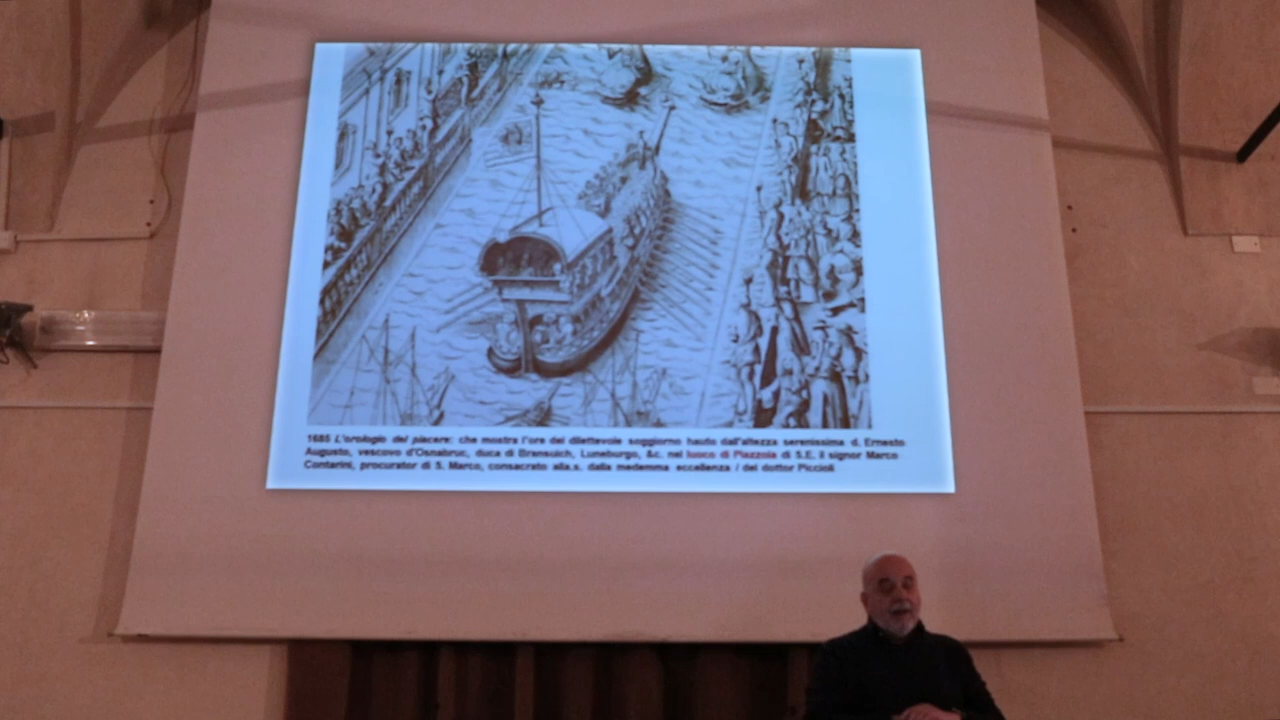 1685 L'orologio del piacere: che mostra l'ore del dilettevole soggiorno hauto dall'altezza serenissima d. Ernesto
Augusto, vescovo d'Osnabruc, duca di Bransuich, Luneburgo, &c. nel luoco di Piazzola di S.E. il signor Marco
Contarini, procurator di S. Marco, consacrato alla.s. dalla medemma eccellenza / del dottor Piccioli